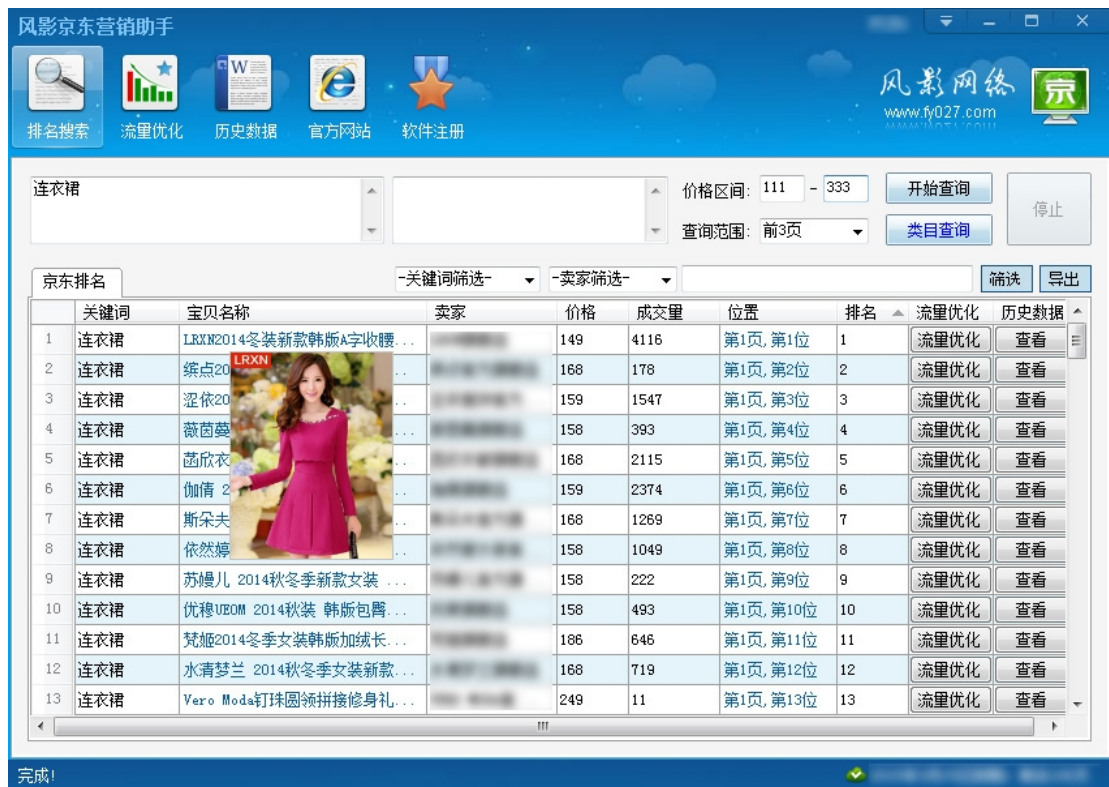 风影京东营销助手
排名搜索 流量优化 历史数据 官方网站 软件注册
风影网络
www.fy027.com
京
连衣裙
价格区间: 111 - 333 开始查询 停止
查询范围: 前3页 类目查询
京东排名 -关键词筛选- -卖家筛选- 筛选 导出
关键词 宝贝名称 卖家 价格 成交量 位置 排名 流量优化 历史数据
1 连衣裙 LRXN2014冬装新款韩版A字收腰... 149 4116 第1页,第1位 1 流量优化 查看
LRXN
2 连衣裙 缤点20 168 178 第1页,第2位 2 流量优化 查看
3 连衣裙 涩依20 159 1547 第1页,第3位 3 流量优化 查看
4 连衣裙 薇茵蔓 158 393 第1页,第4位 4 流量优化 查看
5 连衣裙 菡欣衣 168 2115 第1页,第5位 5 流量优化 查看
6 连衣裙 伽倩 2 159 2374 第1页,第6位 6 流量优化 查看
7 连衣裙 斯朵夫 168 1269 第1页,第7位 7 流量优化 查看
8 连衣裙 依然婷 158 1049 第1页,第8位 8 流量优化 查看
9 连衣裙 苏嫚儿 2014秋冬季新款女装 ... 158 222 第1页,第9位 9 流量优化 查看
10 连衣裙 优穆UEOM 2014秋装 韩版包臀... 158 493 第1页,第10位 10 流量优化 查看
11 连衣裙 梵姬2014冬季女装韩版加绒长... 186 646 第1页,第11位 11 流量优化 查看
12 连衣裙 水清梦兰 2014秋冬季女装新款... 168 719 第1页,第12位 12 流量优化 查看
13 连衣裙 Vero Moda钉珠圆领拼接修身礼... 249 11 第1页,第13位 13 流量优化 查看
完成!